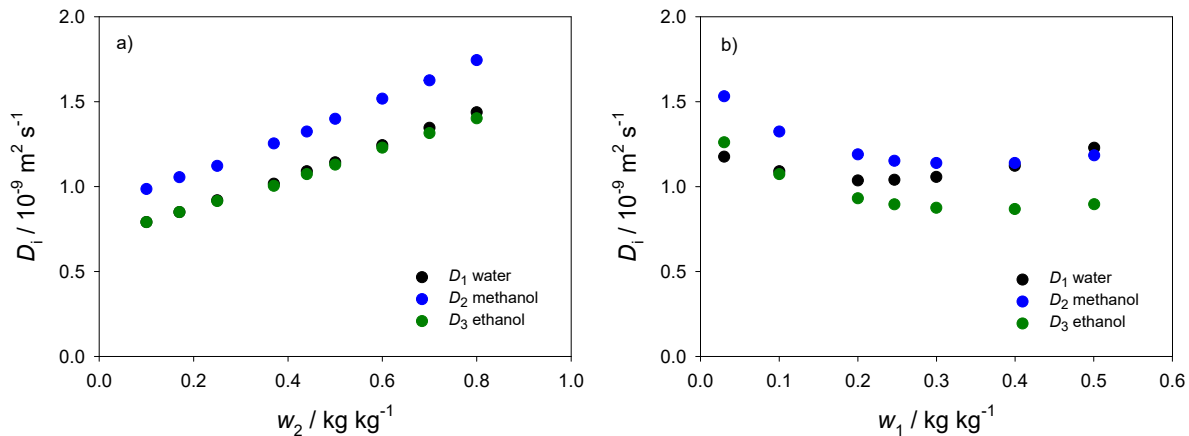 a)
2.0
1.5
1.0
0.5
0.0
D_i / 10^-9 m^2 s^-1
D_1 water
D_2 methanol
D_3 ethanol
0.0 0.2 0.4 0.6 0.8 1.0
w_2 / kg kg^-1
b)
2.0
1.5
1.0
0.5
0.0
D_i / 10^-9 m^2 s^-1
D_1 water
D_2 methanol
D_3 ethanol
0.0 0.1 0.2 0.3 0.4 0.5 0.6
w_1 / kg kg^-1